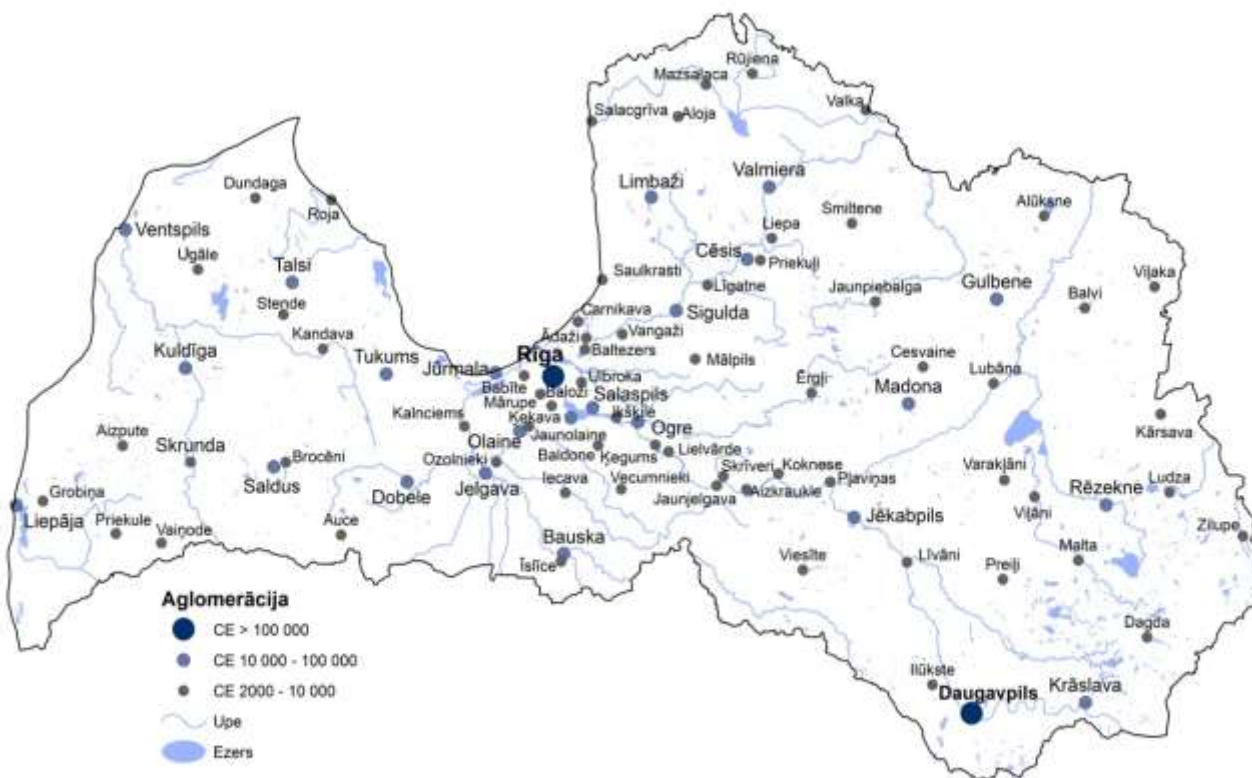 Rūjiena
Mazsalaca
Salacgrīva
Aloja
Valka
Valmiera
Limbaži
Dundaga
Roja
Smiltene
Alūksne
Ventspils
Liepa
Ugāle
Talsi
Cēsis
Priekuļi
Saulkrasti
Līgatne
Jaunpiebalga
Gulbene
Viļaka
Balvi
Stende
Carnikava
Sigulda
Kandava
Ādaži
Vangaži
Baltezers
Kuldīga
Tukums
Jūrmala
Rīga
Mālpils
Cesvaine
Lubāna
Babīte
Ulbroka
Ērgļi
Madona
Mārupe
Baloži
Salaspils
Kalnciems
Ķekava
Ikšķile
Ogre
Kārsava
Aizpute
Skrunda
Olaine
Jaunolaine
Lielvārde
Brocēni
Ozolnieki
Baldone
Ķegums
Skrīveri
Koknese
Varakļāni
Ludza
Saldus
Dobele
Jelgava
Iecava
Vecumnieki
Jaunjelgava
Aizkraukle
Pļaviņas
Rēzekne
Grobiņa
Liepāja
Priekule
Vaiņode
Auce
Jēkabpils
Viļāni
Zilupe
Bauska
Īslīce
Viesīte
Līvāni
Preiļi
Malta
Dagda
Ilūkste
Daugavpils
Krāslava
Aglomerācija
CE > 100 000
CE 10 000 - 100 000
CE 2000 - 10 000
Upe
Ezers